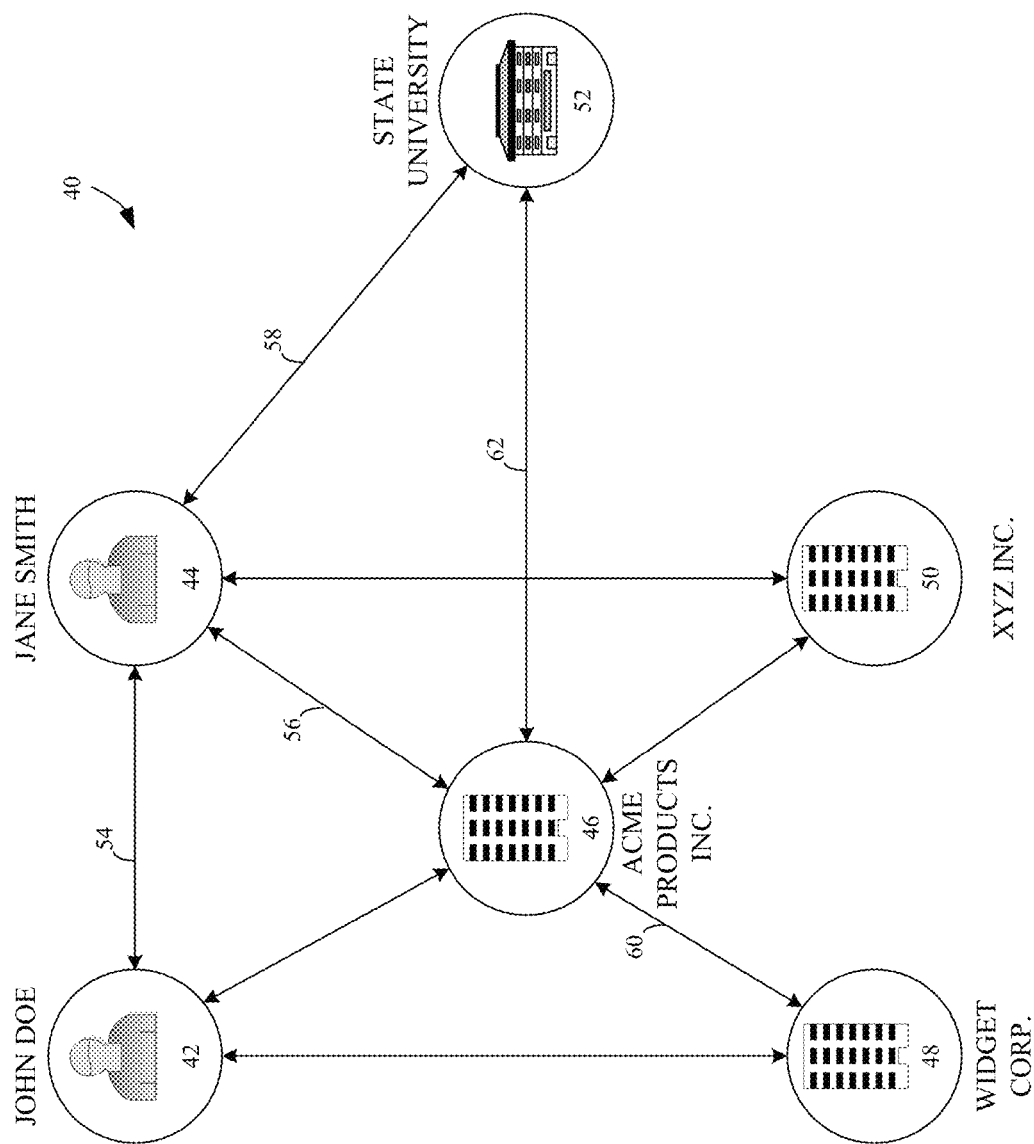 40
JOHN DOE
JANE SMITH
STATE
UNIVERSITY
42
54
44
58
52
56
62
46
ACME
PRODUCTS
INC.
60
48
50
WIDGET
CORP.
XYZ INC.